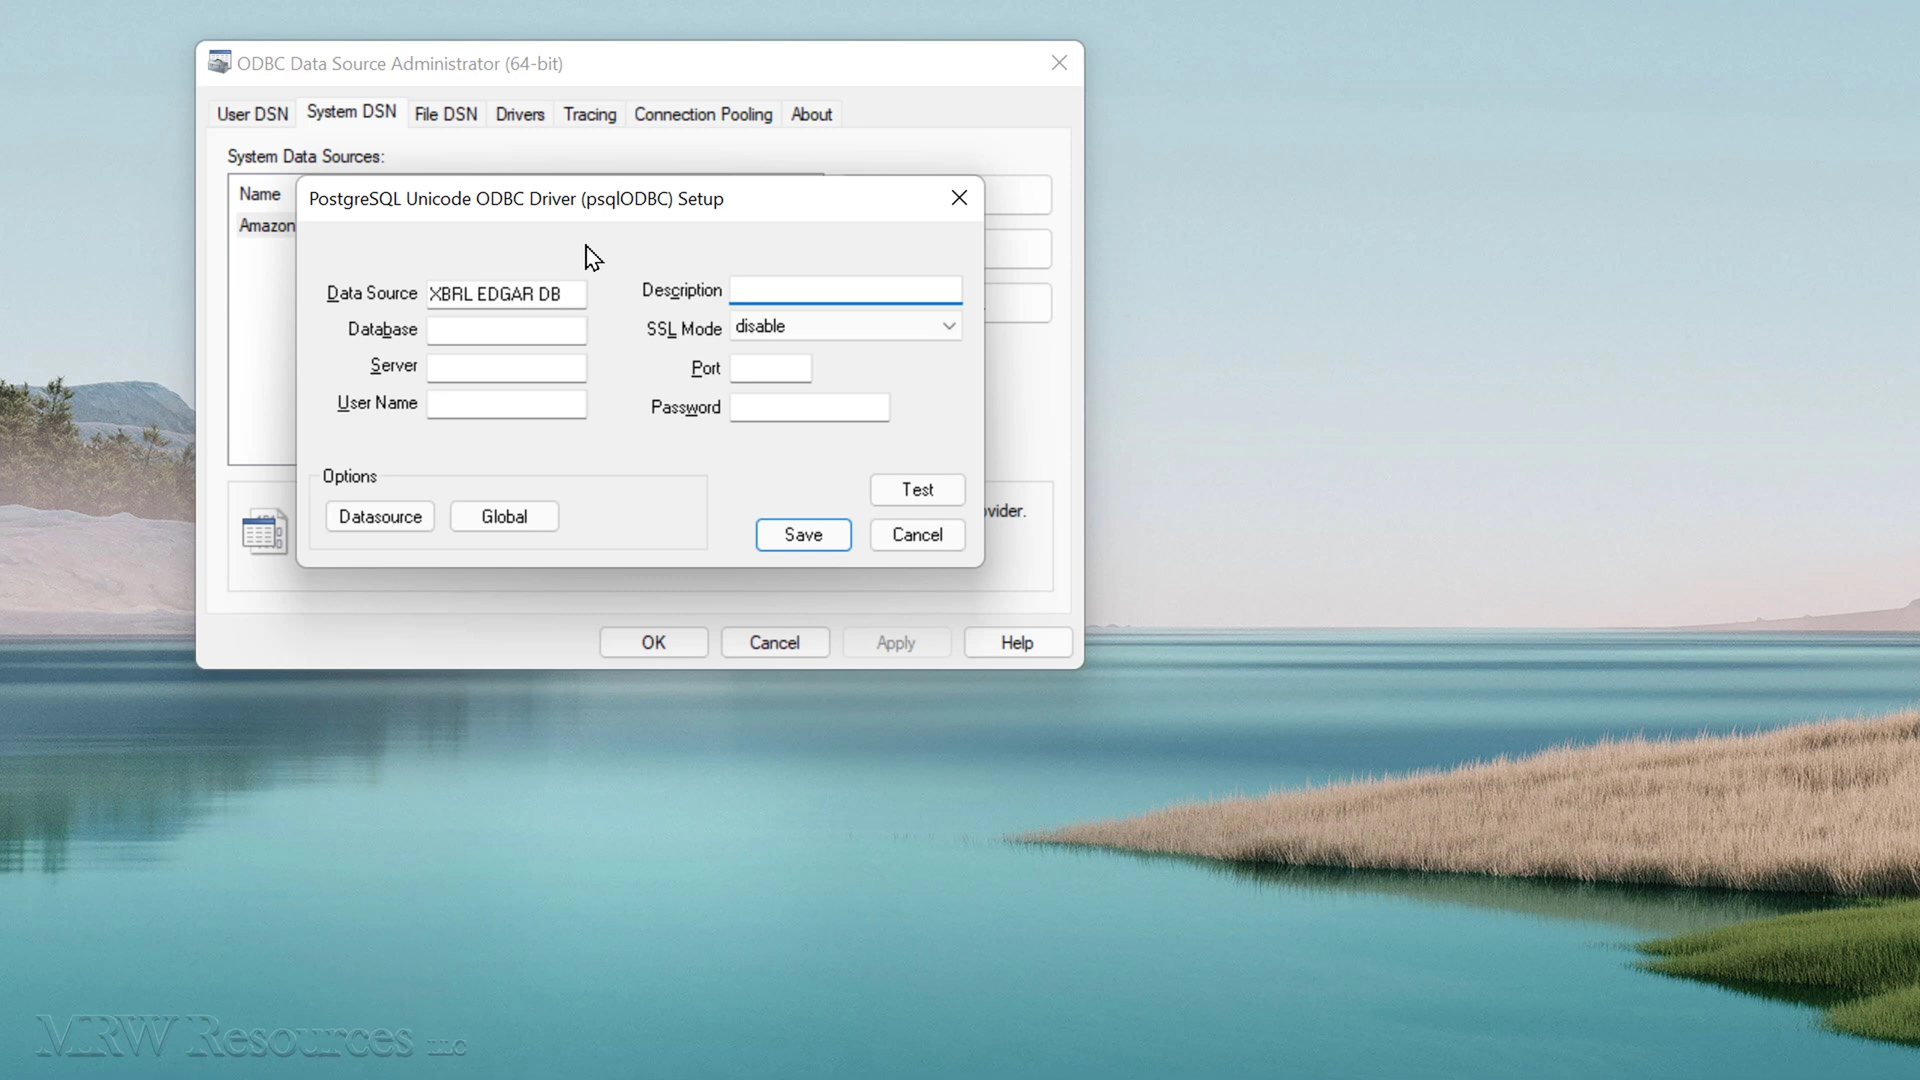 ODBC Data Source Administrator (64-bit)
User DSN System DSN File DSN Drivers Tracing Connection Pooling About
System Data Sources:
Name
Amazon
PostgreSQL Unicode ODBC Driver (psqlODBC) Setup
Data Source XBRL EDGAR DB Description
Database SSL Mode disable
Server Port
User Name Password
Options
Datasource Global
Test
Save Cancel
OK Cancel Apply Help
MRW Resources LLC